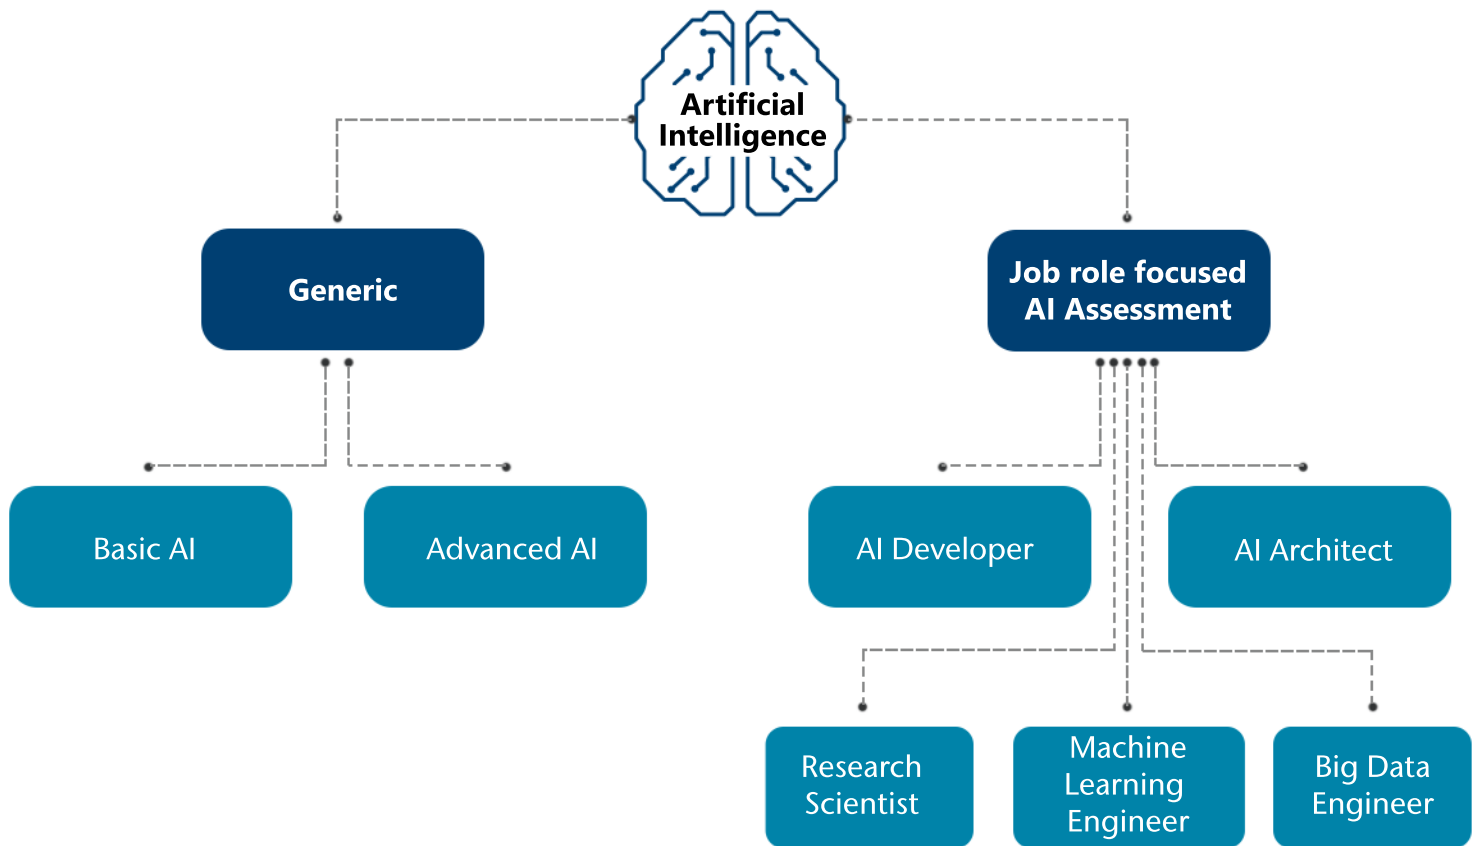 Artificial
Intelligence
Generic
Job role focused
AI Assessment
Basic AI
Advanced AI
AI Developer
AI Architect
Research
Scientist
Machine
Learning
Engineer
Big Data
Engineer